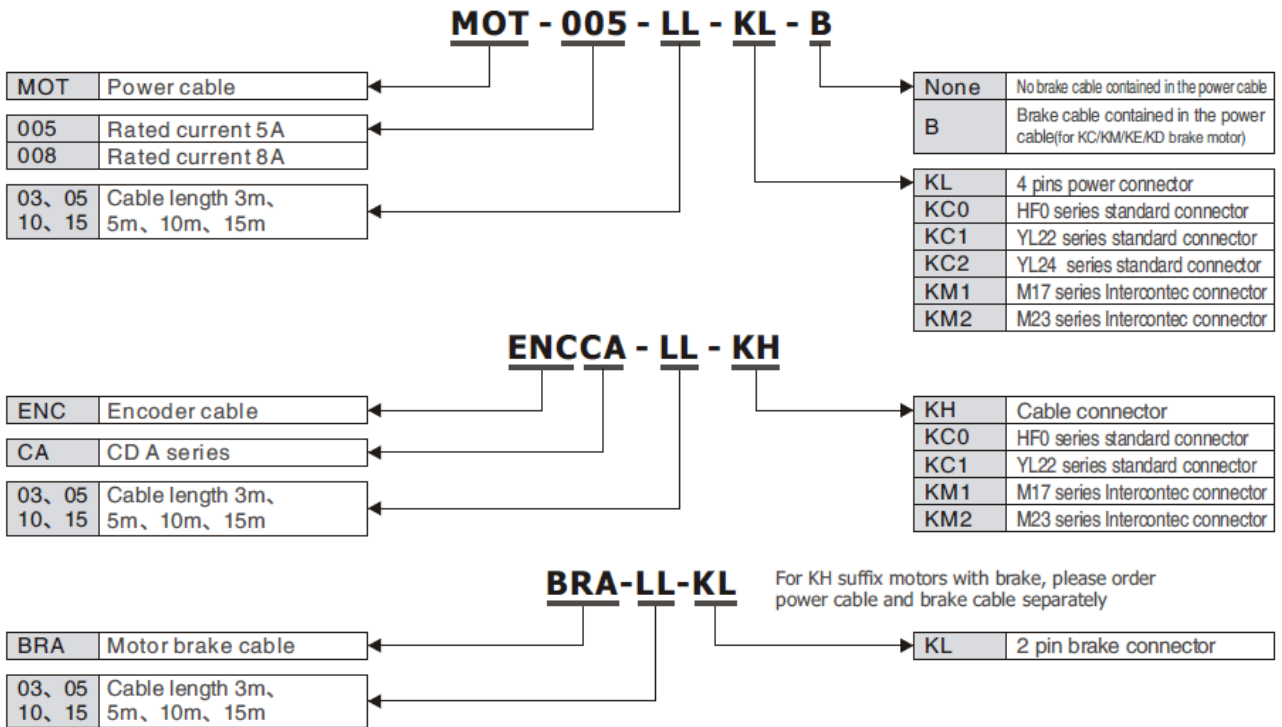 MOT - 005 - LL - KL - B
MOT Power cable
005 Rated current 5A
008 Rated current 8A
03、05 Cable length 3m、
10、15 5m、10m、15m
None No brake cable contained in the power cable
B Brake cable contained in the power
cable(for KC/KM/KE/KD brake motor)
KL 4 pins power connector
KC0 HF0 series standard connector
KC1 YL22 series standard connector
KC2 YL24 series standard connector
KM1 M17 series Intercontec connector
KM2 M23 series Intercontec connector
ENCCA - LL - KH
ENC Encoder cable
CA CD A series
03、05 Cable length 3m、
10、15 5m、10m、15m
KH Cable connector
KC0 HF0 series standard connector
KC1 YL22 series standard connector
KM1 M17 series Intercontec connector
KM2 M23 series Intercontec connector
BRA-LL-KL
For KH suffix motors with brake, please order
power cable and brake cable separately
BRA Motor brake cable
03、05 Cable length 3m、
10、15 5m、10m、15m
KL 2 pin brake connector